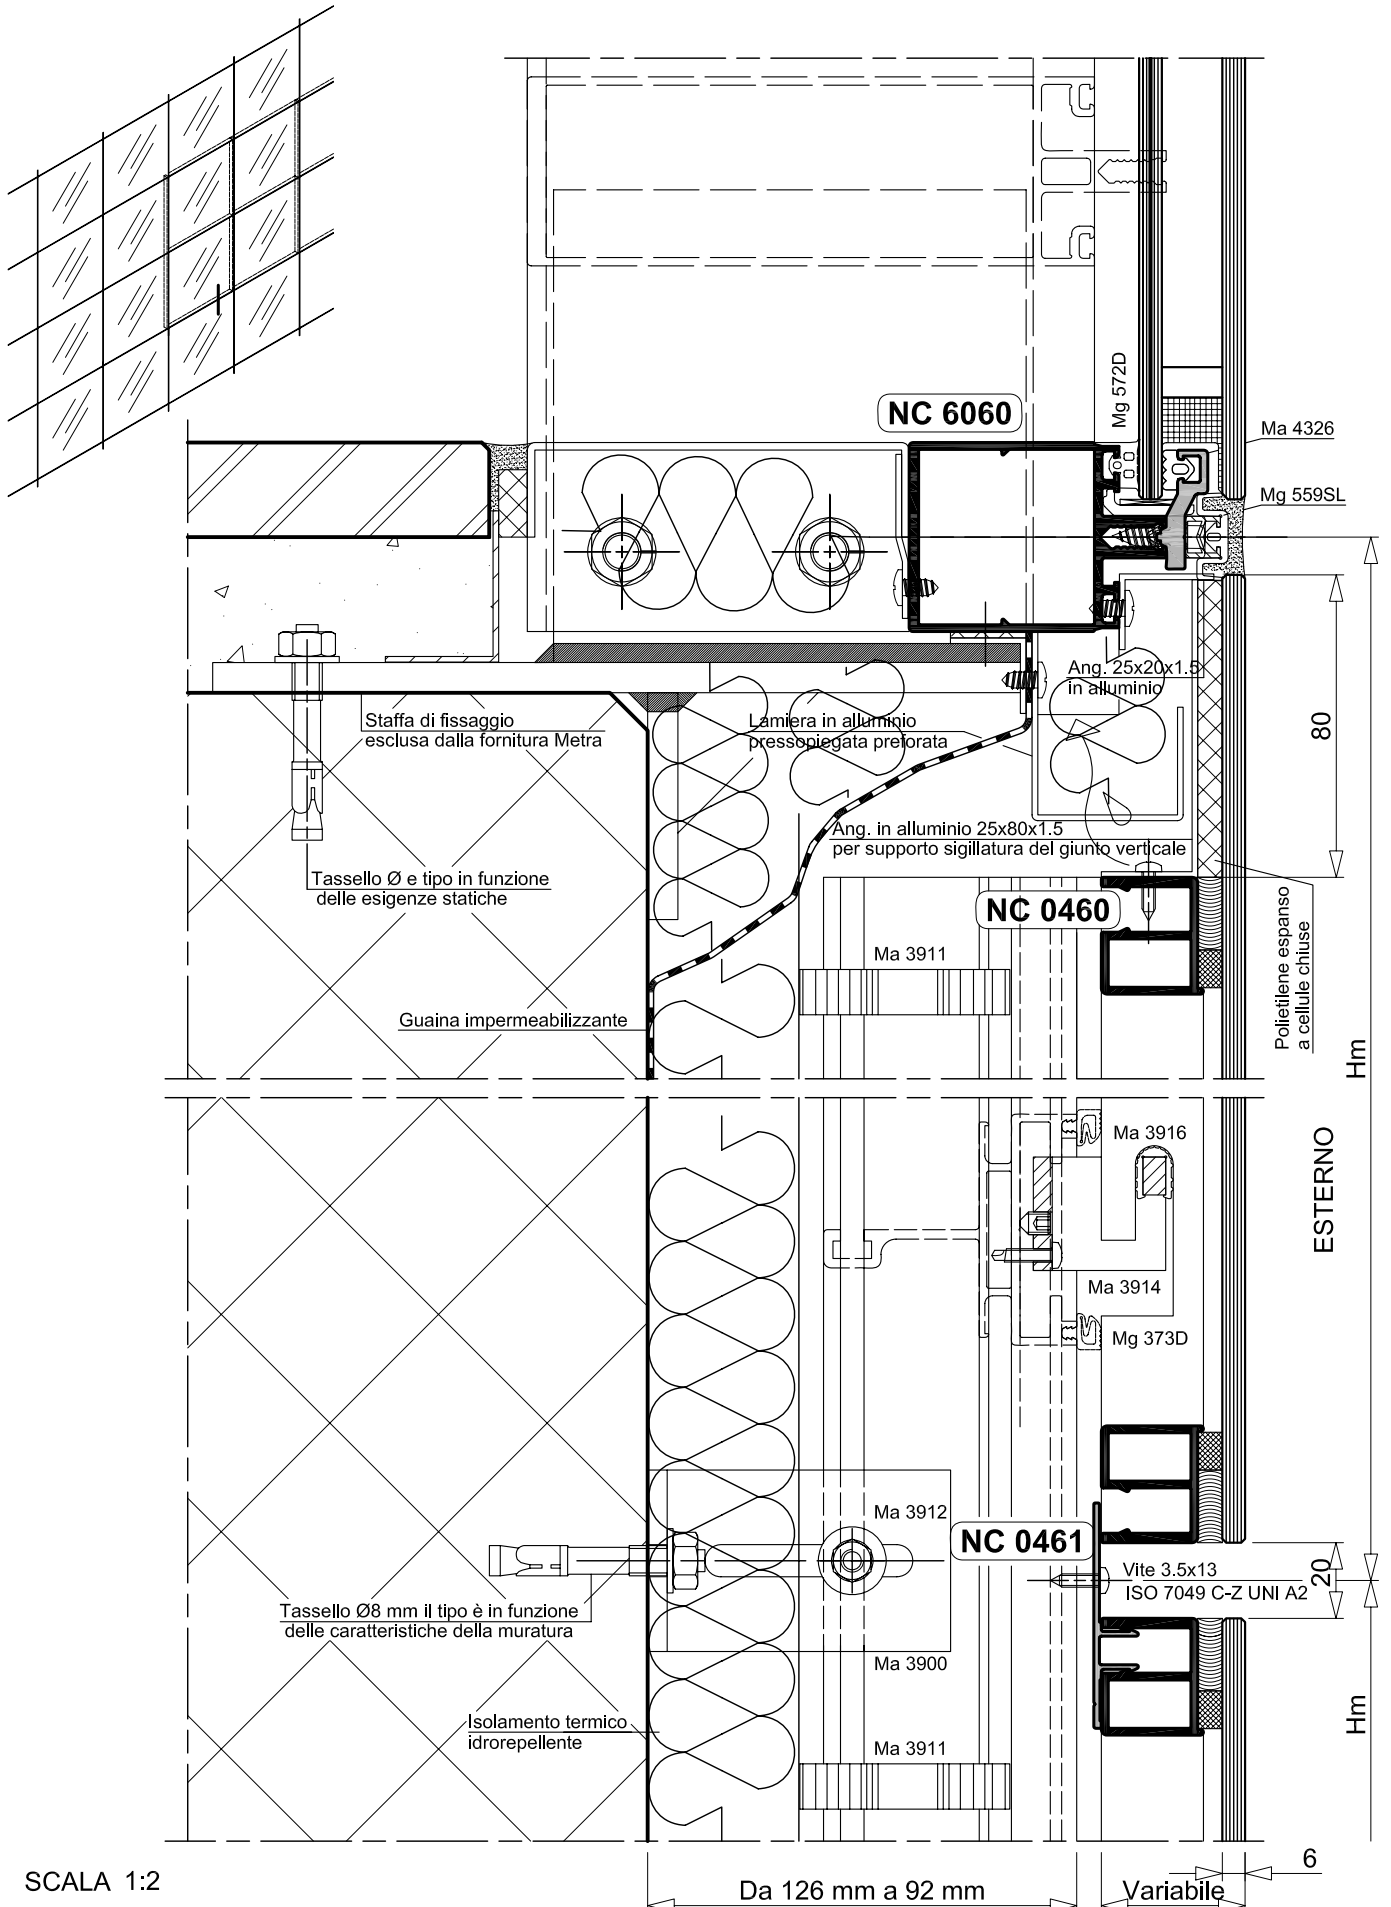 Mg 572D
NC 6060
Ma 4326
Mg 559SL
Ang. 25x20x1.5
in alluminio
80
Staffa di fissaggio
esclusa dalla fornitura Metra
Lamiera in alluminio
pressopiegata preforata
Ang. in alluminio 25x80x1.5
per supporto sigillatura del giunto verticale
Tassello Ø e tipo in funzione
delle esigenze statiche
NC 0460
Ma 3911
Polietilene espanso
a cellule chiuse
Guaina impermeabilizzante
Hm
Ma 3916
ESTERNO
Ma 3914
Mg 373D
Ma 3912
NC 0461
Vite 3.5x13
ISO 7049 C-Z UNI A2
20
Tassello Ø8 mm il tipo è in funzione
delle caratteristiche della muratura
Ma 3900
Isolamento termico
idrorepellente
Ma 3911
Hm
SCALA 1:2
Da 126 mm a 92 mm
Variabile
6